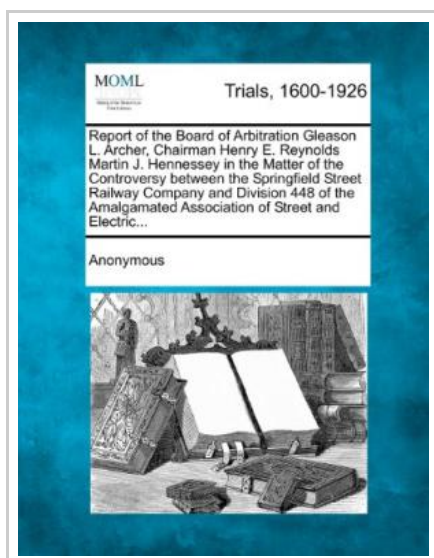 MOML
Trials, 1600-1926
Report of the Board of Arbitration Gleason
L. Archer, Chairman Henry E. Reynolds
Martin J. Hennessey in the Matter of the
Controversy between the Springfield Street
Railway Company and Division 448 of the
Amalgamated Association of Street and
Electric...
Anonymous